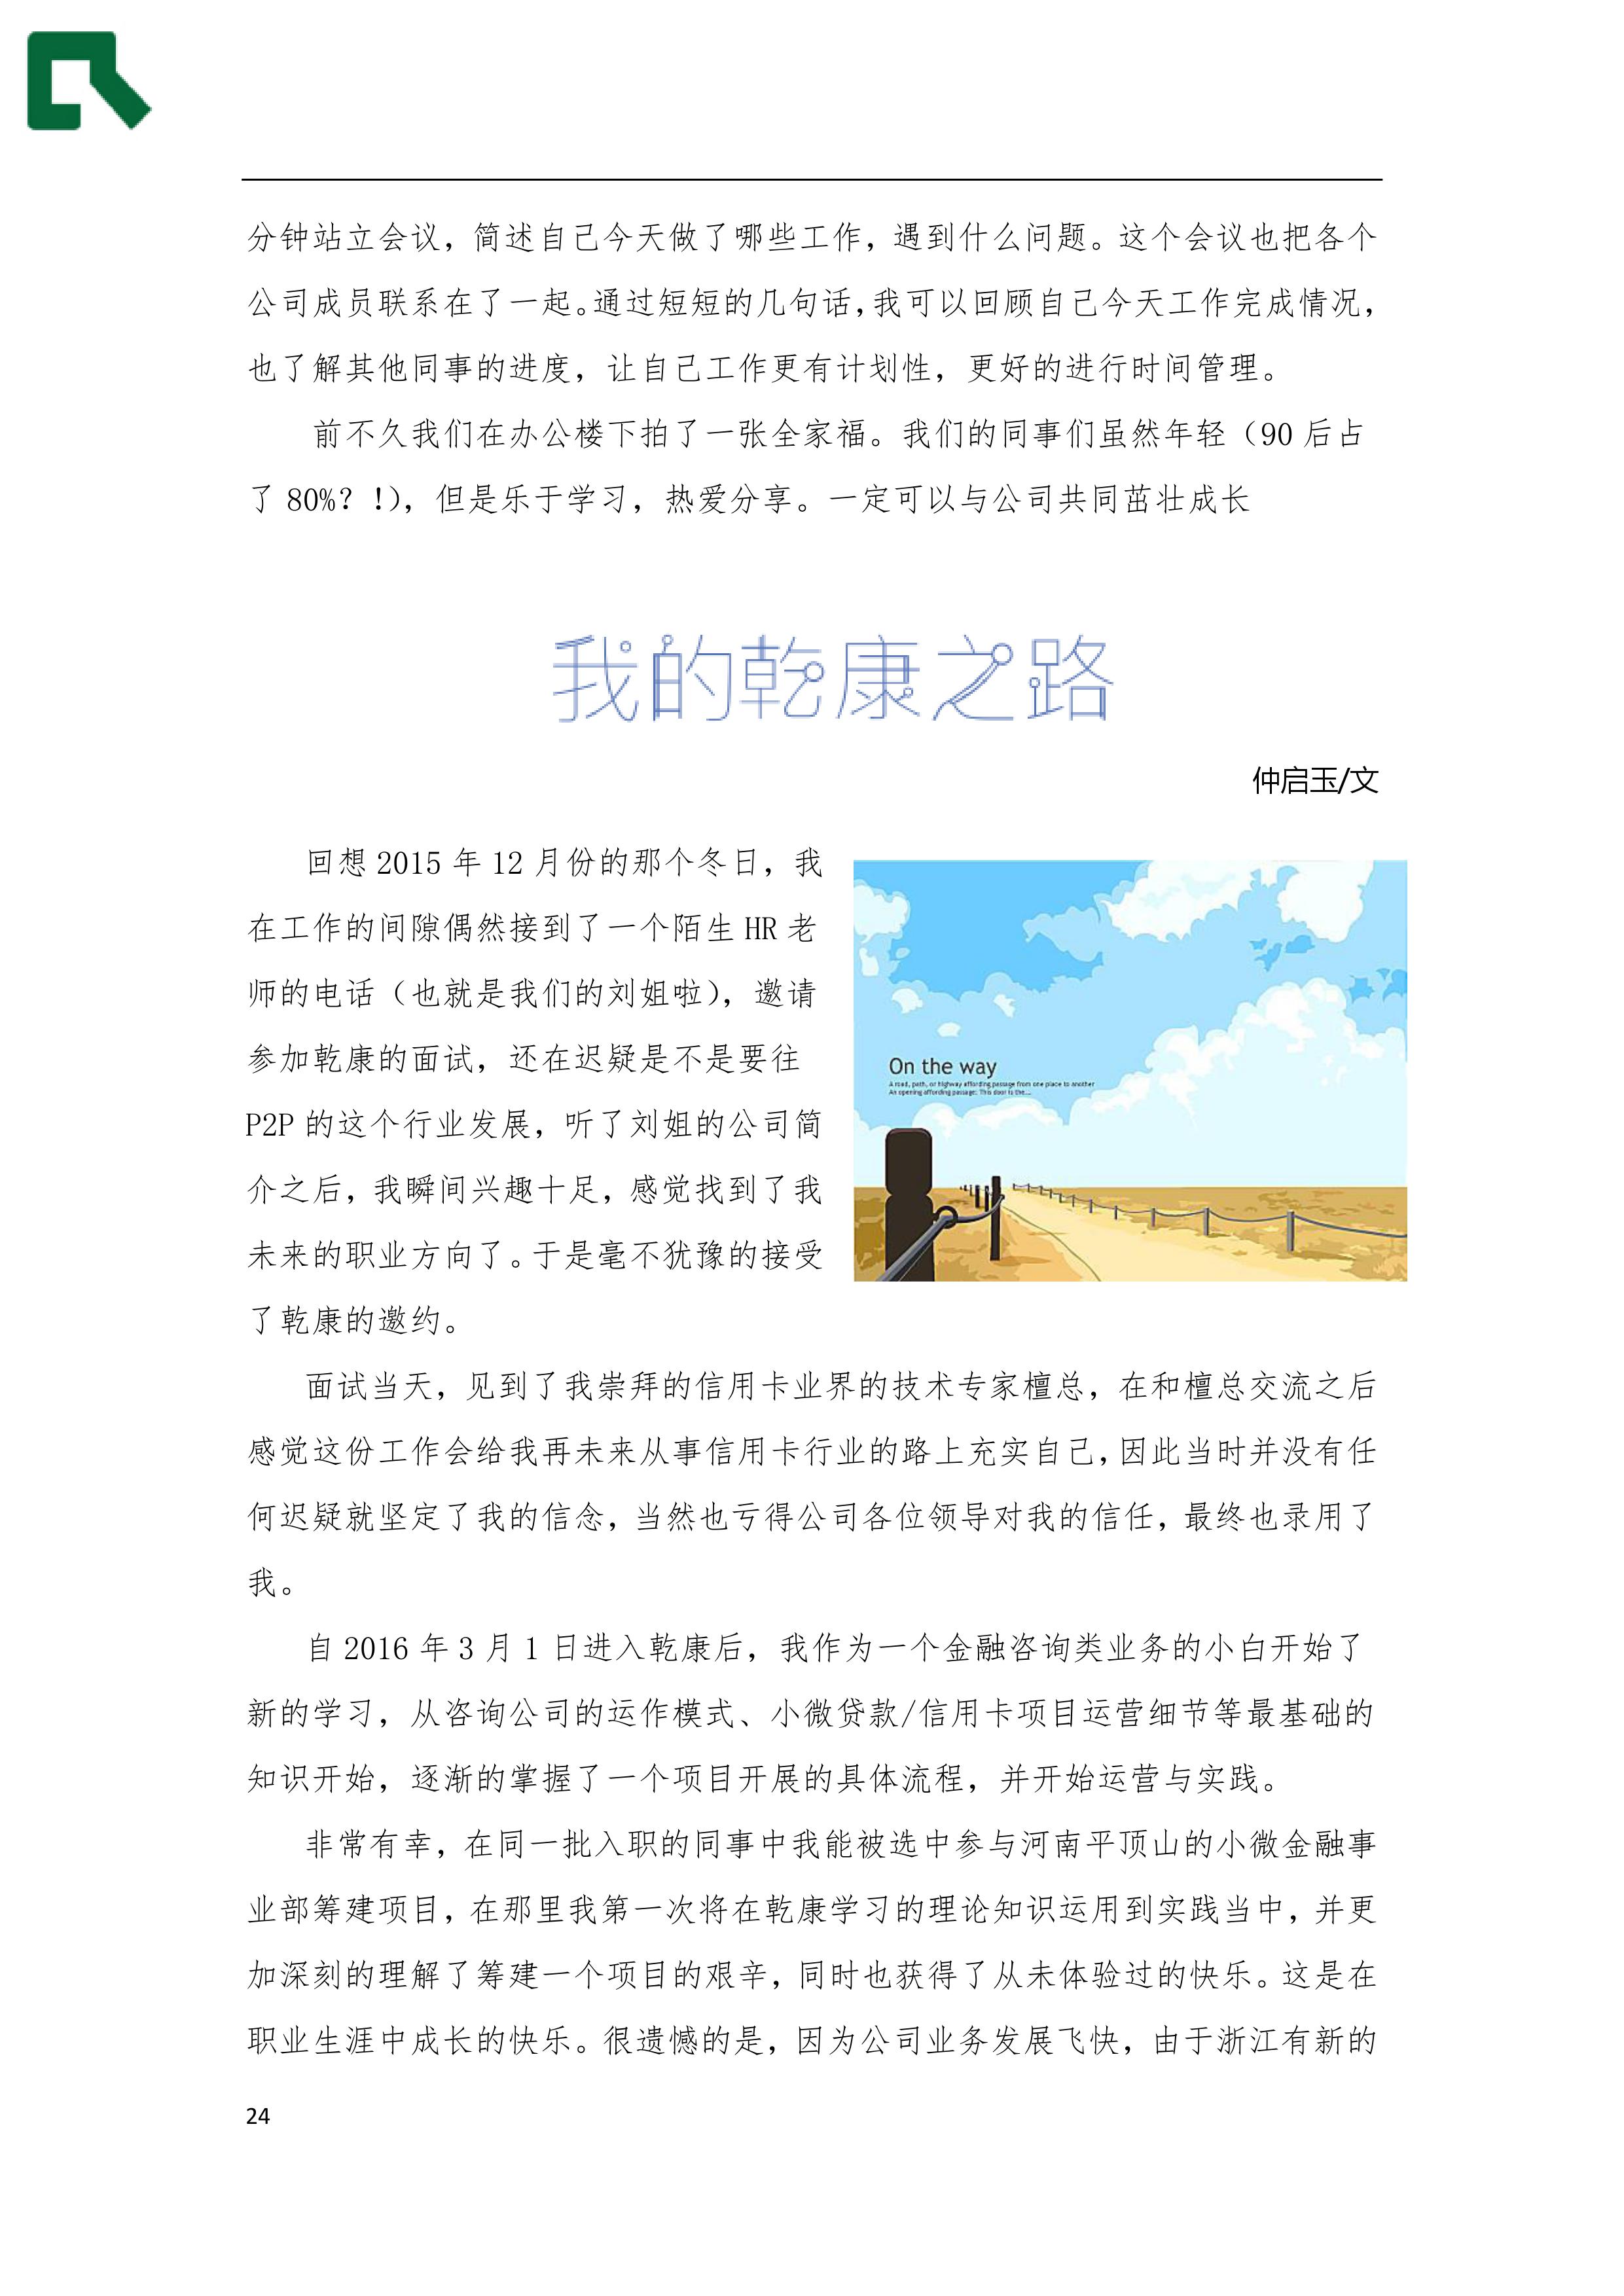 分钟站立会议，简述自己今天做了哪些工作，遇到什么问题。这个会议也把各个
公司成员联系在了一起。通过短短的几句话，我可以回顾自己今天工作完成情况，
也了解其他同事的进度，让自己工作更有计划性，更好的进行时间管理。
前不久我们在办公楼下拍了一张全家福。我们的同事们虽然年轻（90 后占
了 80%？！），但是乐于学习，热爱分享。一定可以与公司共同茁壮成长
我的乾康之路
仲启玉/文
回想 2015 年 12 月份的那个冬日，我
在工作的间隙偶然接到了一个陌生 HR 老
师的电话（也就是我们的刘姐啦），邀请
参加乾康的面试，还在迟疑是不是要往
P2P 的这个行业发展，听了刘姐的公司简
介之后，我瞬间兴趣十足，感觉找到了我
未来的职业方向了。于是毫不犹豫的接受
了乾康的邀约。
On the way
A road, path, or highway affording passage from one place to another
An opening affording passage: This door is the...
面试当天，见到了我崇拜的信用卡业界的技术专家檀总，在和檀总交流之后
感觉这份工作会给我再未来从事信用卡行业的路上充实自己，因此当时并没有任
何迟疑就坚定了我的信念，当然也亏得公司各位领导对我的信任，最终也录用了
我。
自 2016 年 3 月 1 日进入乾康后，我作为一个金融咨询类业务的小白开始了
新的学习，从咨询公司的运作模式、小微贷款/信用卡项目运营细节等最基础的
知识开始，逐渐的掌握了一个项目开展的具体流程，并开始运营与实践。
非常有幸，在同一批入职的同事中我能被选中参与河南平顶山的小微金融事
业部筹建项目，在那里我第一次将在乾康学习的理论知识运用到实践当中，并更
加深刻的理解了筹建一个项目的艰辛，同时也获得了从未体验过的快乐。这是在
职业生涯中成长的快乐。很遗憾的是，因为公司业务发展飞快，由于浙江有新的
24